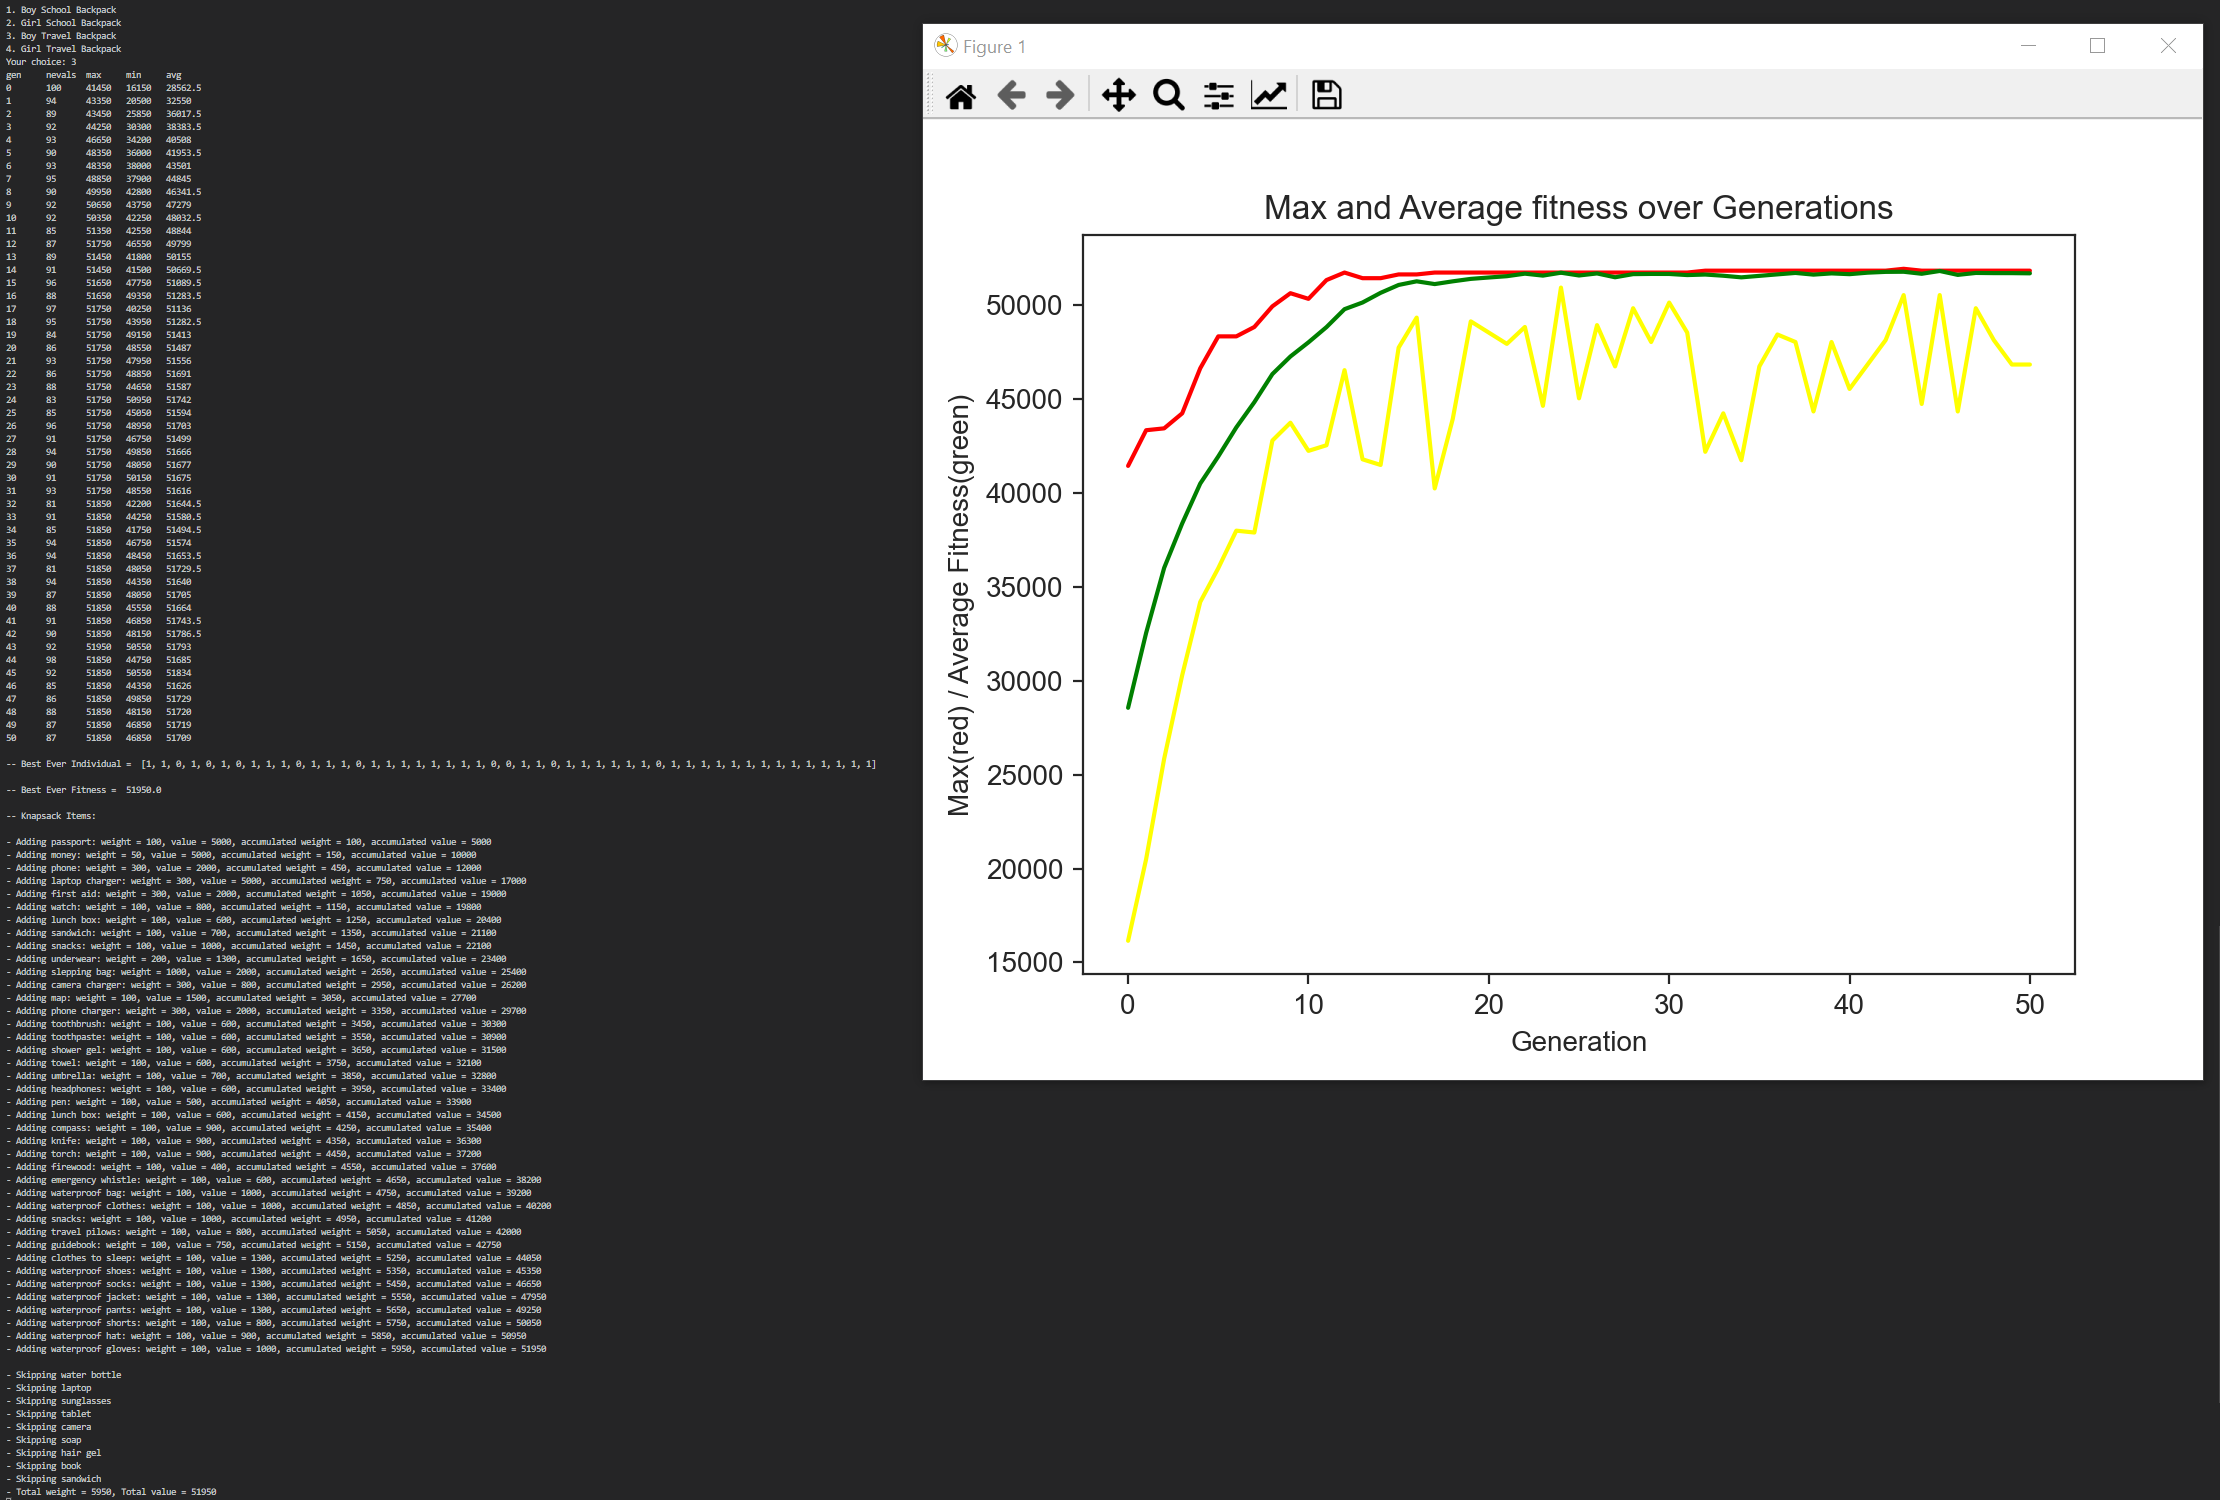 1. Boy School Backpack
2. Girl School Backpack
3. Boy Travel Backpack
4. Girl Travel Backpack
Your choice: 3
gen nevals max min avg
0 100 41450 16150 28562.5
1 94 43350 20500 32550
2 89 43450 25850 36017.5
3 92 44250 30300 38383.5
4 93 46650 34200 40508
5 90 48350 36000 41953.5
6 93 48350 38000 43501
7 95 48850 37900 44845
8 90 49950 42800 46341.5
9 92 50650 43750 47279
10 92 50350 42250 48032.5
11 85 51350 42550 48844
12 87 51750 46550 49799
13 89 51450 41800 50155
14 91 51450 41500 50669.5
15 96 51650 47750 51089.5
16 88 51650 49350 51283.5
17 97 51750 40250 51136
18 95 51750 43950 51282.5
19 84 51750 49150 51413
20 86 51750 48550 51487
21 93 51750 47950 51556
22 86 51750 48850 51691
23 88 51750 44650 51587
24 83 51750 50950 51742
25 85 51750 45050 51594
26 96 51750 48950 51703
27 91 51750 46750 51499
28 94 51750 49850 51666
29 90 51750 48050 51677
30 91 51750 50150 51675
31 93 51750 48550 51616
32 81 51850 42200 51644.5
33 91 51850 44250 51580.5
34 85 51850 41750 51494.5
35 94 51850 46750 51574
36 94 51850 48450 51653.5
37 81 51850 48050 51729.5
38 94 51850 44350 51640
39 87 51850 48050 51705
40 88 51850 45550 51664
41 91 51850 46850 51743.5
42 90 51850 48150 51786.5
43 92 51950 50550 51793
44 98 51850 44750 51685
45 92 51850 50550 51834
46 85 51850 44350 51626
47 86 51850 49850 51729
48 88 51850 48150 51720
49 87 51850 46850 51719
50 87 51850 46850 51709
-- Best Ever Individual = [1, 1, 0, 1, 0, 1, 0, 1, 1, 1, 0, 1, 1, 1, 0, 1, 1, 1, 1, 1, 1, 1, 1, 0, 0, 1, 1, 0, 1, 1, 1, 1, 1, 1, 0, 1, 1, 1, 1, 1, 1, 1, 1, 1, 1, 1, 1, 1, 1]
-- Best Ever Fitness = 51950.0
-- Knapsack Items:
- Adding passport: weight = 100, value = 5000, accumulated weight = 100, accumulated value = 5000
- Adding money: weight = 50, value = 5000, accumulated weight = 150, accumulated value = 10000
- Adding phone: weight = 300, value = 2000, accumulated weight = 450, accumulated value = 12000
- Adding laptop charger: weight = 300, value = 5000, accumulated weight = 750, accumulated value = 17000
- Adding first aid: weight = 300, value = 2000, accumulated weight = 1050, accumulated value = 19000
- Adding watch: weight = 100, value = 800, accumulated weight = 1150, accumulated value = 19800
- Adding lunch box: weight = 100, value = 600, accumulated weight = 1250, accumulated value = 20400
- Adding sandwich: weight = 100, value = 700, accumulated weight = 1350, accumulated value = 21100
- Adding snacks: weight = 100, value = 1000, accumulated weight = 1450, accumulated value = 22100
- Adding underwear: weight = 200, value = 1300, accumulated weight = 1650, accumulated value = 23400
- Adding slepping bag: weight = 1000, value = 2000, accumulated weight = 2650, accumulated value = 25400
- Adding camera charger: weight = 300, value = 800, accumulated weight = 2950, accumulated value = 26200
- Adding map: weight = 100, value = 1500, accumulated weight = 3050, accumulated value = 27700
- Adding phone charger: weight = 300, value = 2000, accumulated weight = 3350, accumulated value = 29700
- Adding toothbrush: weight = 100, value = 600, accumulated weight = 3450, accumulated value = 30300
- Adding toothpaste: weight = 100, value = 600, accumulated weight = 3550, accumulated value = 30900
- Adding shower gel: weight = 100, value = 600, accumulated weight = 3650, accumulated value = 31500
- Adding towel: weight = 100, value = 600, accumulated weight = 3750, accumulated value = 32100
- Adding umbrella: weight = 100, value = 700, accumulated weight = 3850, accumulated value = 32800
- Adding headphones: weight = 100, value = 600, accumulated weight = 3950, accumulated value = 33400
- Adding pen: weight = 100, value = 500, accumulated weight = 4050, accumulated value = 33900
- Adding lunch box: weight = 100, value = 600, accumulated weight = 4150, accumulated value = 34500
- Adding compass: weight = 100, value = 900, accumulated weight = 4250, accumulated value = 35400
- Adding knife: weight = 100, value = 900, accumulated weight = 4350, accumulated value = 36300
- Adding torch: weight = 100, value = 900, accumulated weight = 4450, accumulated value = 37200
- Adding firewood: weight = 100, value = 400, accumulated weight = 4550, accumulated value = 37600
- Adding emergency whistle: weight = 100, value = 600, accumulated weight = 4650, accumulated value = 38200
- Adding waterproof bag: weight = 100, value = 1000, accumulated weight = 4750, accumulated value = 39200
- Adding waterproof clothes: weight = 100, value = 1000, accumulated weight = 4850, accumulated value = 40200
- Adding snacks: weight = 100, value = 1000, accumulated weight = 4950, accumulated value = 41200
- Adding travel pilows: weight = 100, value = 800, accumulated weight = 5050, accumulated value = 42000
- Adding guidebook: weight = 100, value = 750, accumulated weight = 5150, accumulated value = 42750
- Adding clothes to sleep: weight = 100, value = 1300, accumulated weight = 5250, accumulated value = 44050
- Adding waterproof shoes: weight = 100, value = 1300, accumulated weight = 5350, accumulated value = 45350
- Adding waterproof socks: weight = 100, value = 1300, accumulated weight = 5450, accumulated value = 46650
- Adding waterproof jacket: weight = 100, value = 1300, accumulated weight = 5550, accumulated value = 47950
- Adding waterproof pants: weight = 100, value = 1300, accumulated weight = 5650, accumulated value = 49250
- Adding waterproof shorts: weight = 100, value = 800, accumulated weight = 5750, accumulated value = 50050
- Adding waterproof hat: weight = 100, value = 900, accumulated weight = 5850, accumulated value = 50950
- Adding waterproof gloves: weight = 100, value = 1000, accumulated weight = 5950, accumulated value = 51950
- Skipping water bottle
- Skipping laptop
- Skipping sunglasses
- Skipping tablet
- Skipping camera
- Skipping soap
- Skipping hair gel
- Skipping book
- Skipping sandwich
- Total weight = 5950, Total value = 51950
Figure 1
Max and Average fitness over Generations
Max(red) / Average Fitness(green)
50000
45000
40000
35000
30000
25000
20000
15000
0 10 20 30 40 50
Generation